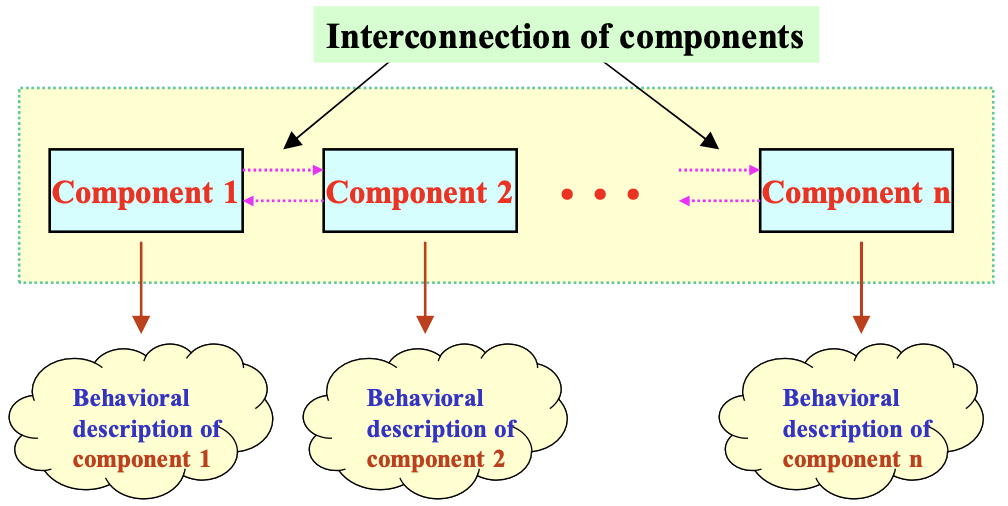 Interconnection of components
Component 1
Component 2
• • •
Component n
Behavioral
description of
component 1
Behavioral
description of
component 2
Behavioral
description of
component n